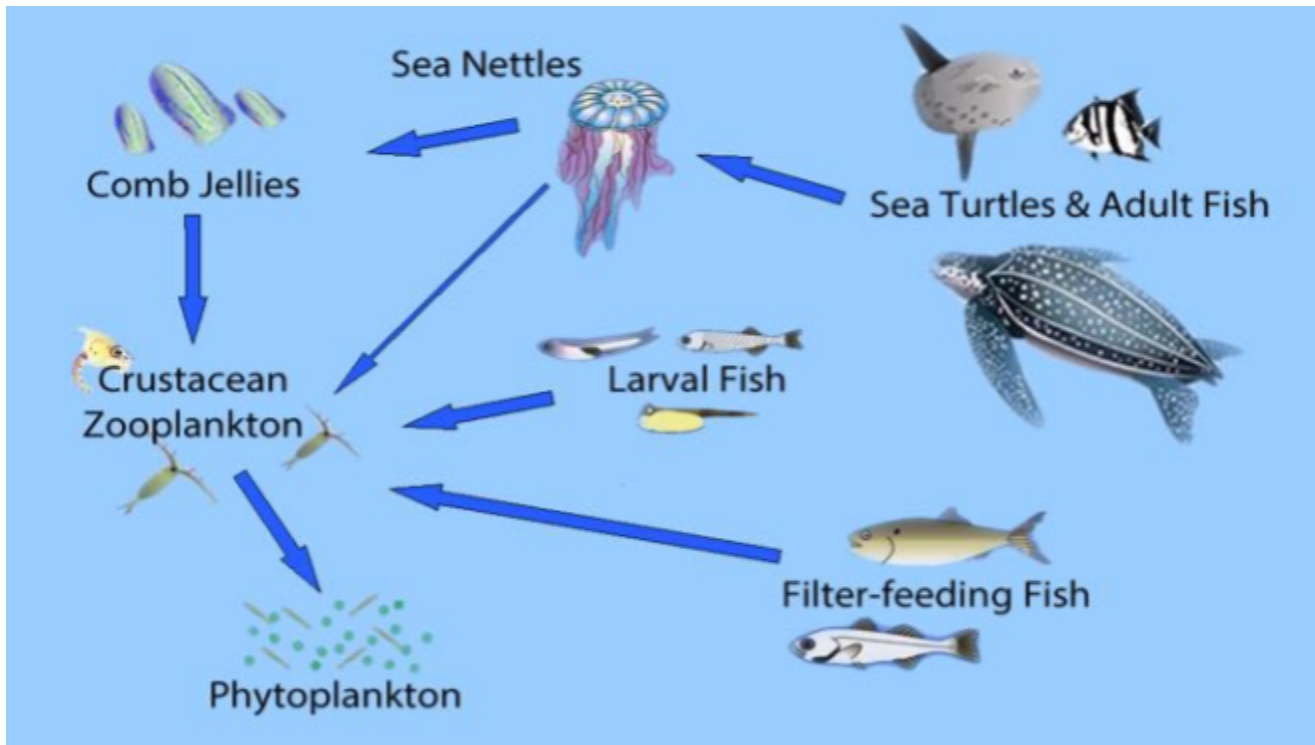 Sea Nettles
Comb Jellies
Sea Turtles & Adult Fish
Crustacean
Zooplankton
Larval Fish
Filter-feeding Fish
Phytoplankton